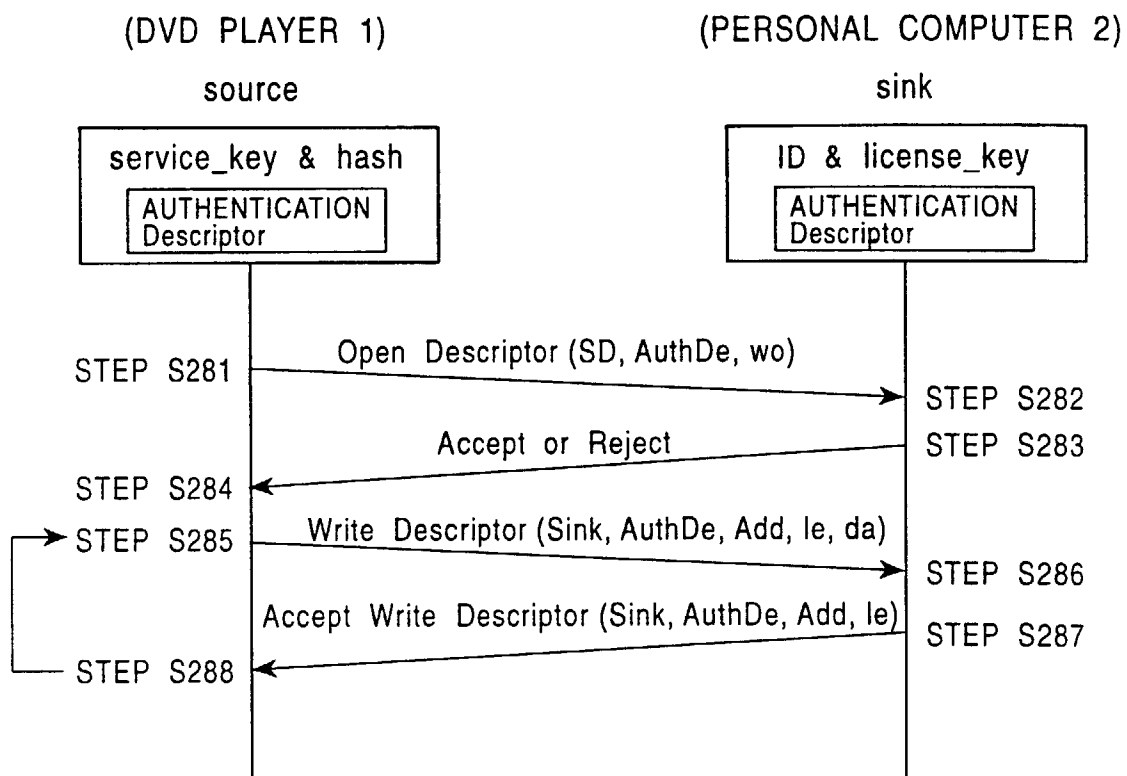 (DVD PLAYER 1)
(PERSONAL COMPUTER 2)
source
sink
service_key & hash
AUTHENTICATION
Descriptor
ID & license_key
AUTHENTICATION
Descriptor
Open Descriptor (SD, AuthDe, wo)
STEP S281
STEP S282
Accept or Reject
STEP S283
STEP S284
Write Descriptor (Sink, AuthDe, Add, le, da)
STEP S285
STEP S286
Accept Write Descriptor (Sink, AuthDe, Add, le)
STEP S287
STEP S288